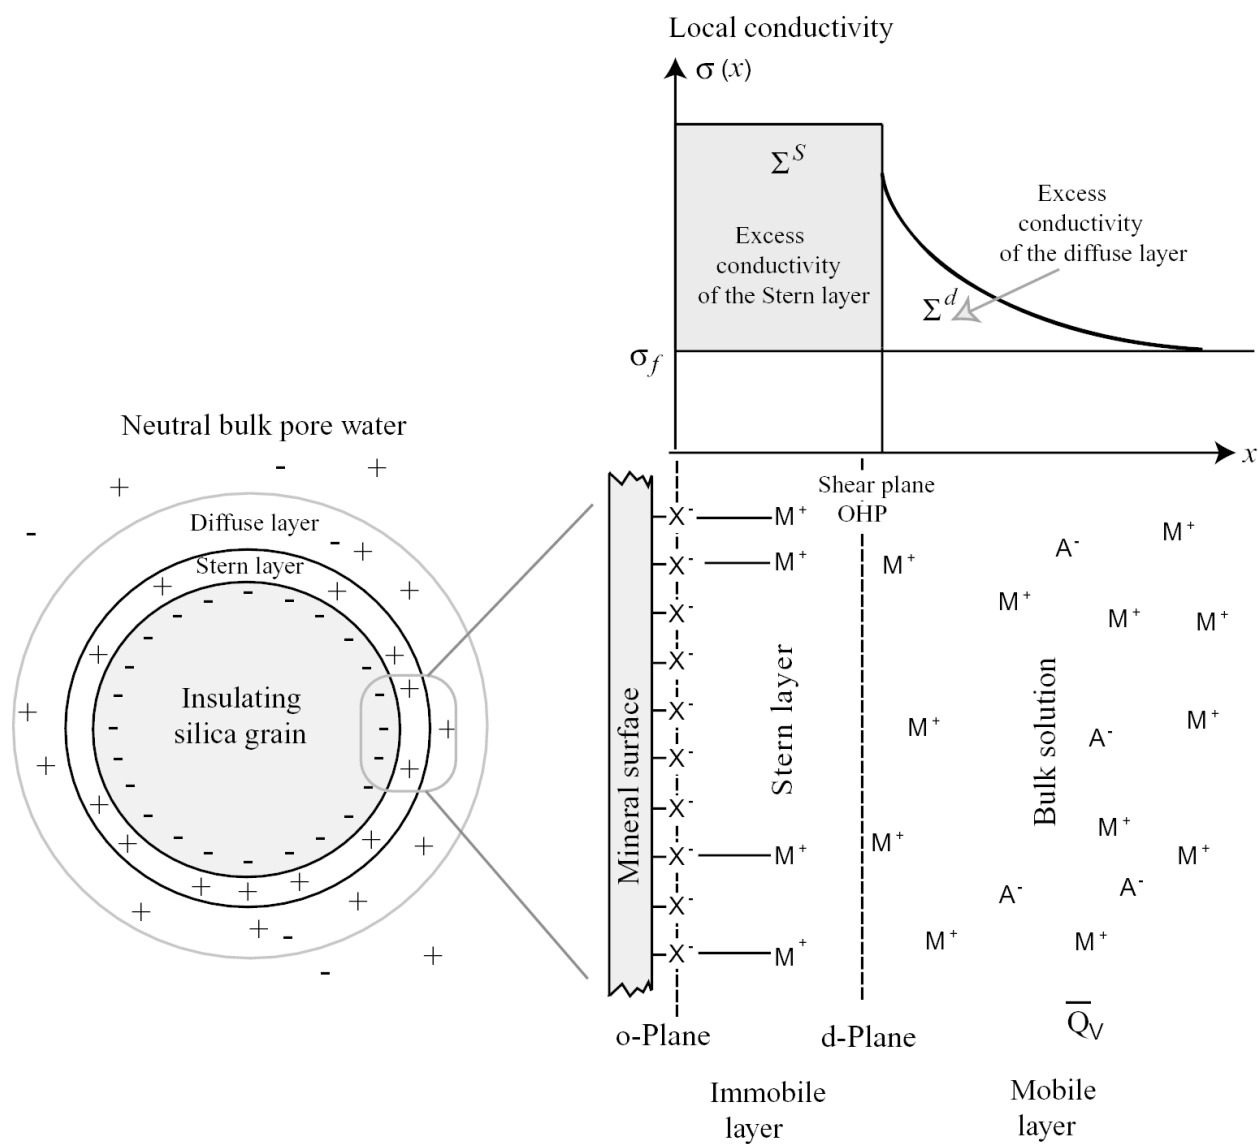 Local conductivity
σ (x)
Σ^S
Excess
conductivity
of the Stern layer
Excess
conductivity
of the diffuse layer
Σ^d
σ_f
x
Neutral bulk pore water
- +
+
-
Diffuse layer
-
+
Stern layer
Insulating
silica grain
Shear plane
OHP
Mineral surface
Stern layer
Bulk solution
X⁻ M⁺
X⁻ M⁺
X⁻
X⁻
X⁻
X⁻
X⁻
X⁻ M⁺
X⁻
X⁻ M⁺
A⁻ M⁺
M⁺
M⁺
M⁺ M⁺
M⁺ M⁺
A⁻
M⁺ M⁺
M⁺
A⁻ A⁻
M⁺ M⁺
Q̅_V
o-Plane
d-Plane
Immobile
layer
Mobile
layer